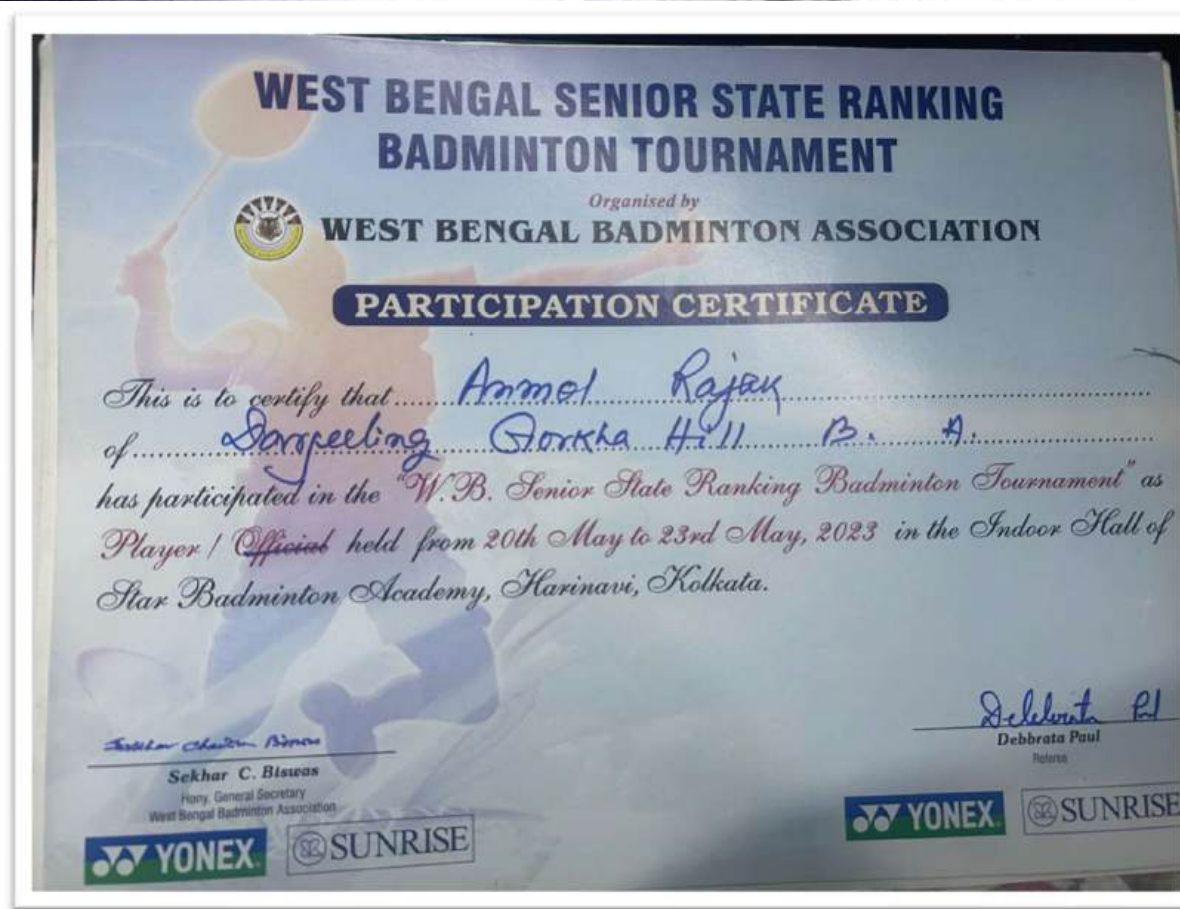 WEST BENGAL SENIOR STATE RANKING
BADMINTON TOURNAMENT
Organised by
WEST BENGAL BADMINTON ASSOCIATION
PARTICIPATION CERTIFICATE
This is to certify that........Anmol Rajak........
of........Darjeeling Gorkha Hill B. A.........
has participated in the "W.B. Senior State Ranking Badminton Tournament" as
Player / Official held from 20th May to 23rd May, 2023 in the Indoor Hall of
Star Badminton Academy, Harinavi, Kolkata.
Sekhar C. Biswas
Hony. General Secretary
West Bengal Badminton Association
Debbrata Paul
Debbrata Paul
Referee
YONEX SUNRISE
YONEX SUNRISE